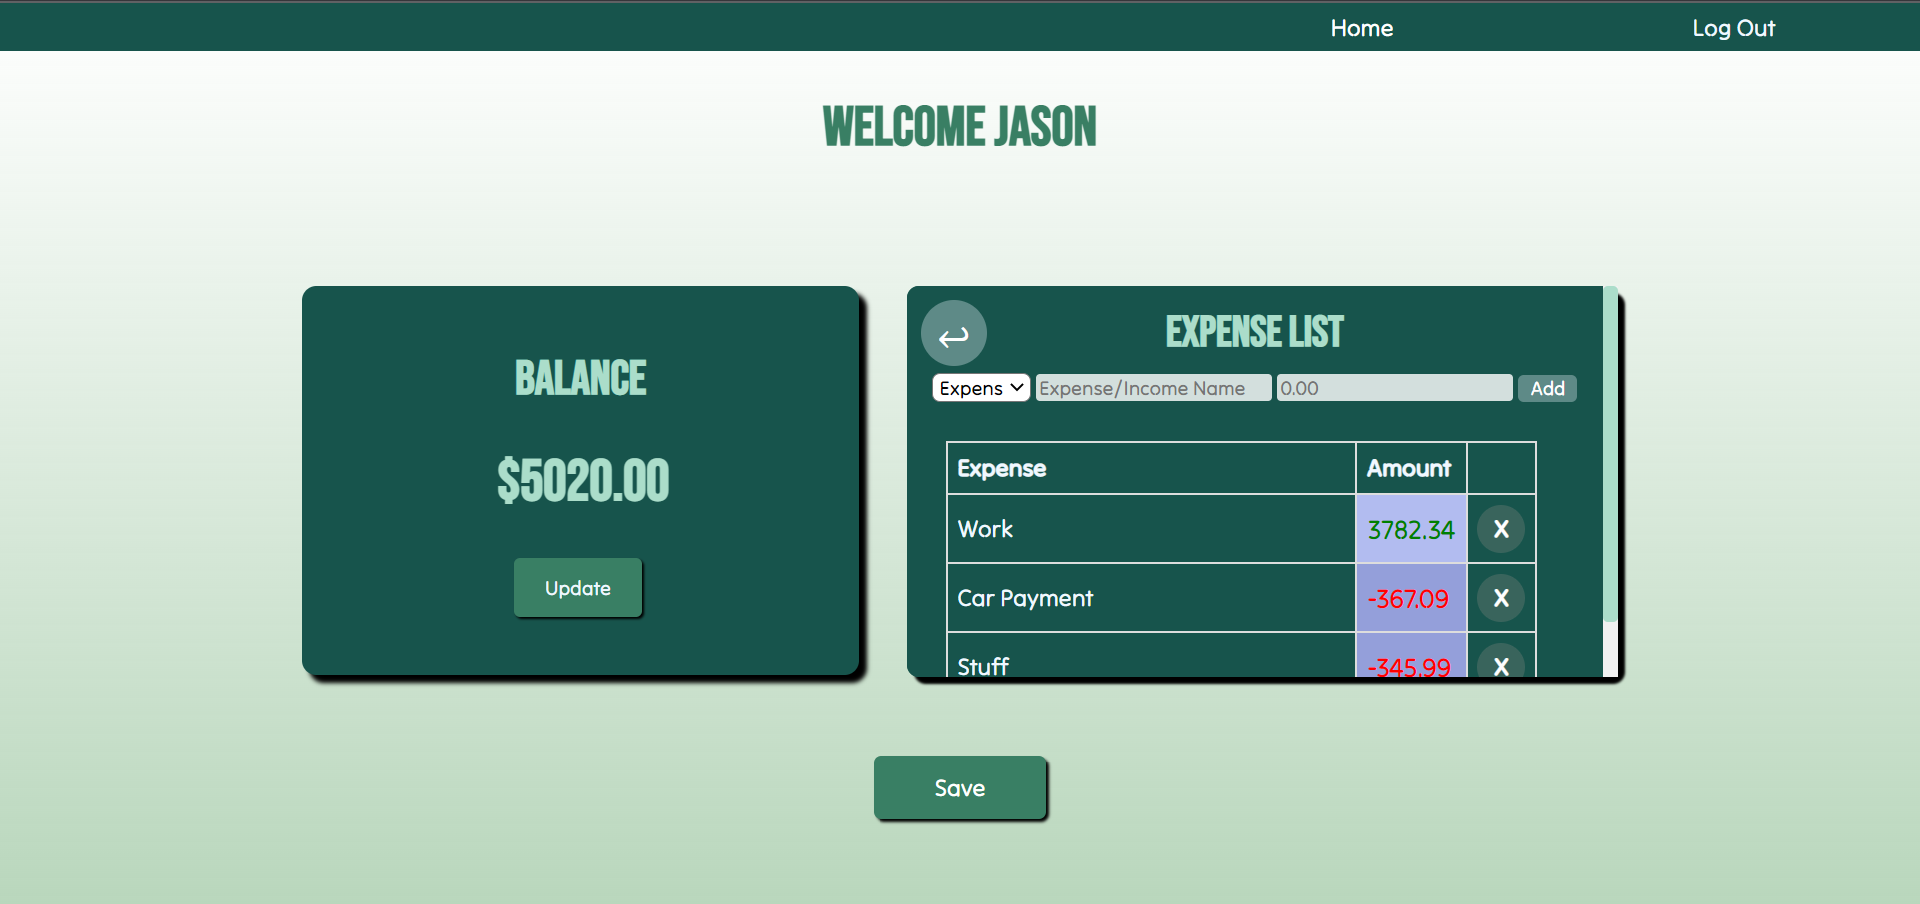 Home Log Out
WELCOME JASON
BALANCE
$5020.00
Update
EXPENSE LIST
Expens Expense/Income Name 0.00 Add
Expense Amount
Work 3782.34 X
Car Payment -367.09 X
Stuff -345.99 X
Save